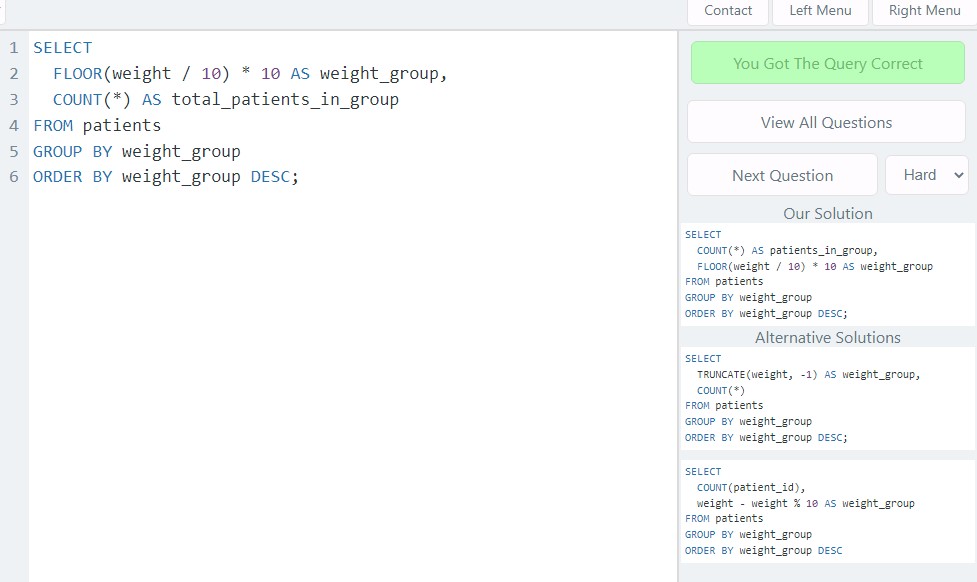 Contact Left Menu Right Menu
1 SELECT
2 FLOOR(weight / 10) * 10 AS weight_group,
3 COUNT(*) AS total_patients_in_group
4 FROM patients
5 GROUP BY weight_group
6 ORDER BY weight_group DESC;
You Got The Query Correct
View All Questions
Next Question Hard
Our Solution
SELECT
COUNT(*) AS patients_in_group,
FLOOR(weight / 10) * 10 AS weight_group
FROM patients
GROUP BY weight_group
ORDER BY weight_group DESC;
Alternative Solutions
SELECT
TRUNCATE(weight, -1) AS weight_group,
COUNT(*)
FROM patients
GROUP BY weight_group
ORDER BY weight_group DESC;
SELECT
COUNT(patient_id),
weight - weight % 10 AS weight_group
FROM patients
GROUP BY weight_group
ORDER BY weight_group DESC